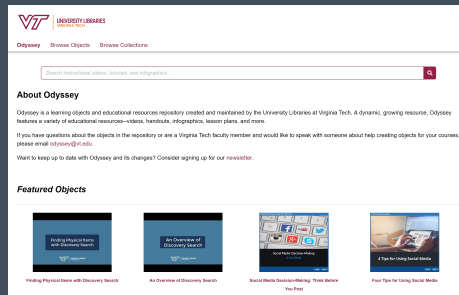 VT UNIVERSITY LIBRARIES
VIRGINIA TECH.
Odyssey Browse Objects Browse Collections
Search instructional videos, tutorials, and infographics...
About Odyssey
Odyssey is a learning objects and educational resources repository created and maintained by the University Libraries at Virginia Tech. A dynamic, growing resource, Odyssey
features a variety of educational resources--videos, handouts, infographics, lesson plans, and more.
If you have questions about the objects in the repository or are a Virginia Tech faculty member and would like to speak with someone about help creating objects for your courses,
please email odyssey@vt.edu.
Want to keep up to date with Odyssey and its changes? Consider signing up for our newsletter.
Featured Objects
Finding Physical Items
with Discovery Search
An Overview of
Discovery Search
Social Media Decision-Making
4 Tips for Using Social Media
Finding Physical Items with Discovery Search
An Overview of Discovery Search
Social Media Decision-Making: Think Before
You Post
Four Tips for Using Social Media